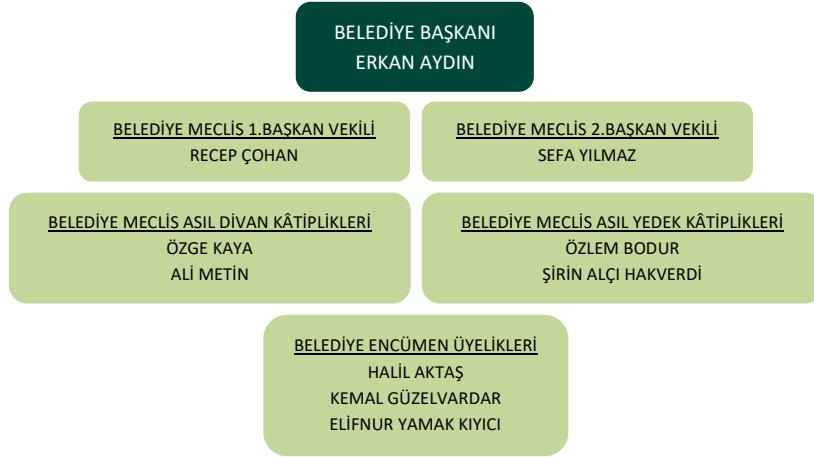 BELEDİYE BAŞKANI
ERKAN AYDIN
BELEDİYE MECLİS 1.BAŞKAN VEKİLİ
RECEP ÇOHAN
BELEDİYE MECLİS 2.BAŞKAN VEKİLİ
SEFA YILMAZ
BELEDİYE MECLİS ASIL DİVAN KÂTİPLİKLERİ
ÖZGE KAYA
ALİ METİN
BELEDİYE MECLİS ASIL YEDEK KÂTİPLİKLERİ
ÖZLEM BODUR
ŞİRİN ALÇI HAKVERDİ
BELEDİYE ENCÜMEN ÜYELİKLERİ
HALİL AKTAŞ
KEMAL GÜZELVARDAR
ELİFNUR YAMAK KIYICI